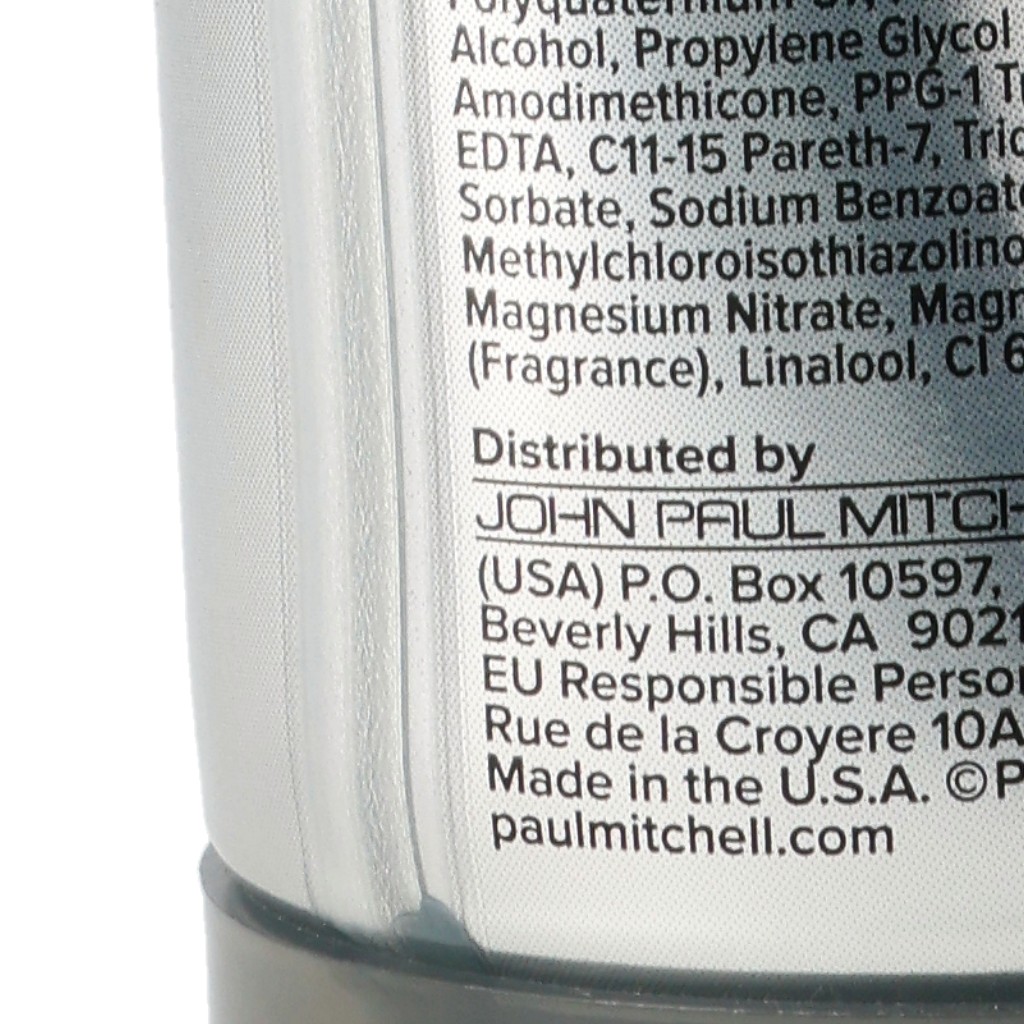 Alcohol, Propylene Glycol
Amodimethicone, PPG-1
EDTA, C11-15 Pareth-7,
Sorbate, Sodium
Magnesium Nitrate,
(Fragrance), Linalool, CI
Distributed by
JOHN PAUL
(USA) P.O. Box 10597,
Beverly Hills, CA
EU Responsible
Rue de la Croyere 10A
Made in the U.S.A. ©
paulmitchell.com